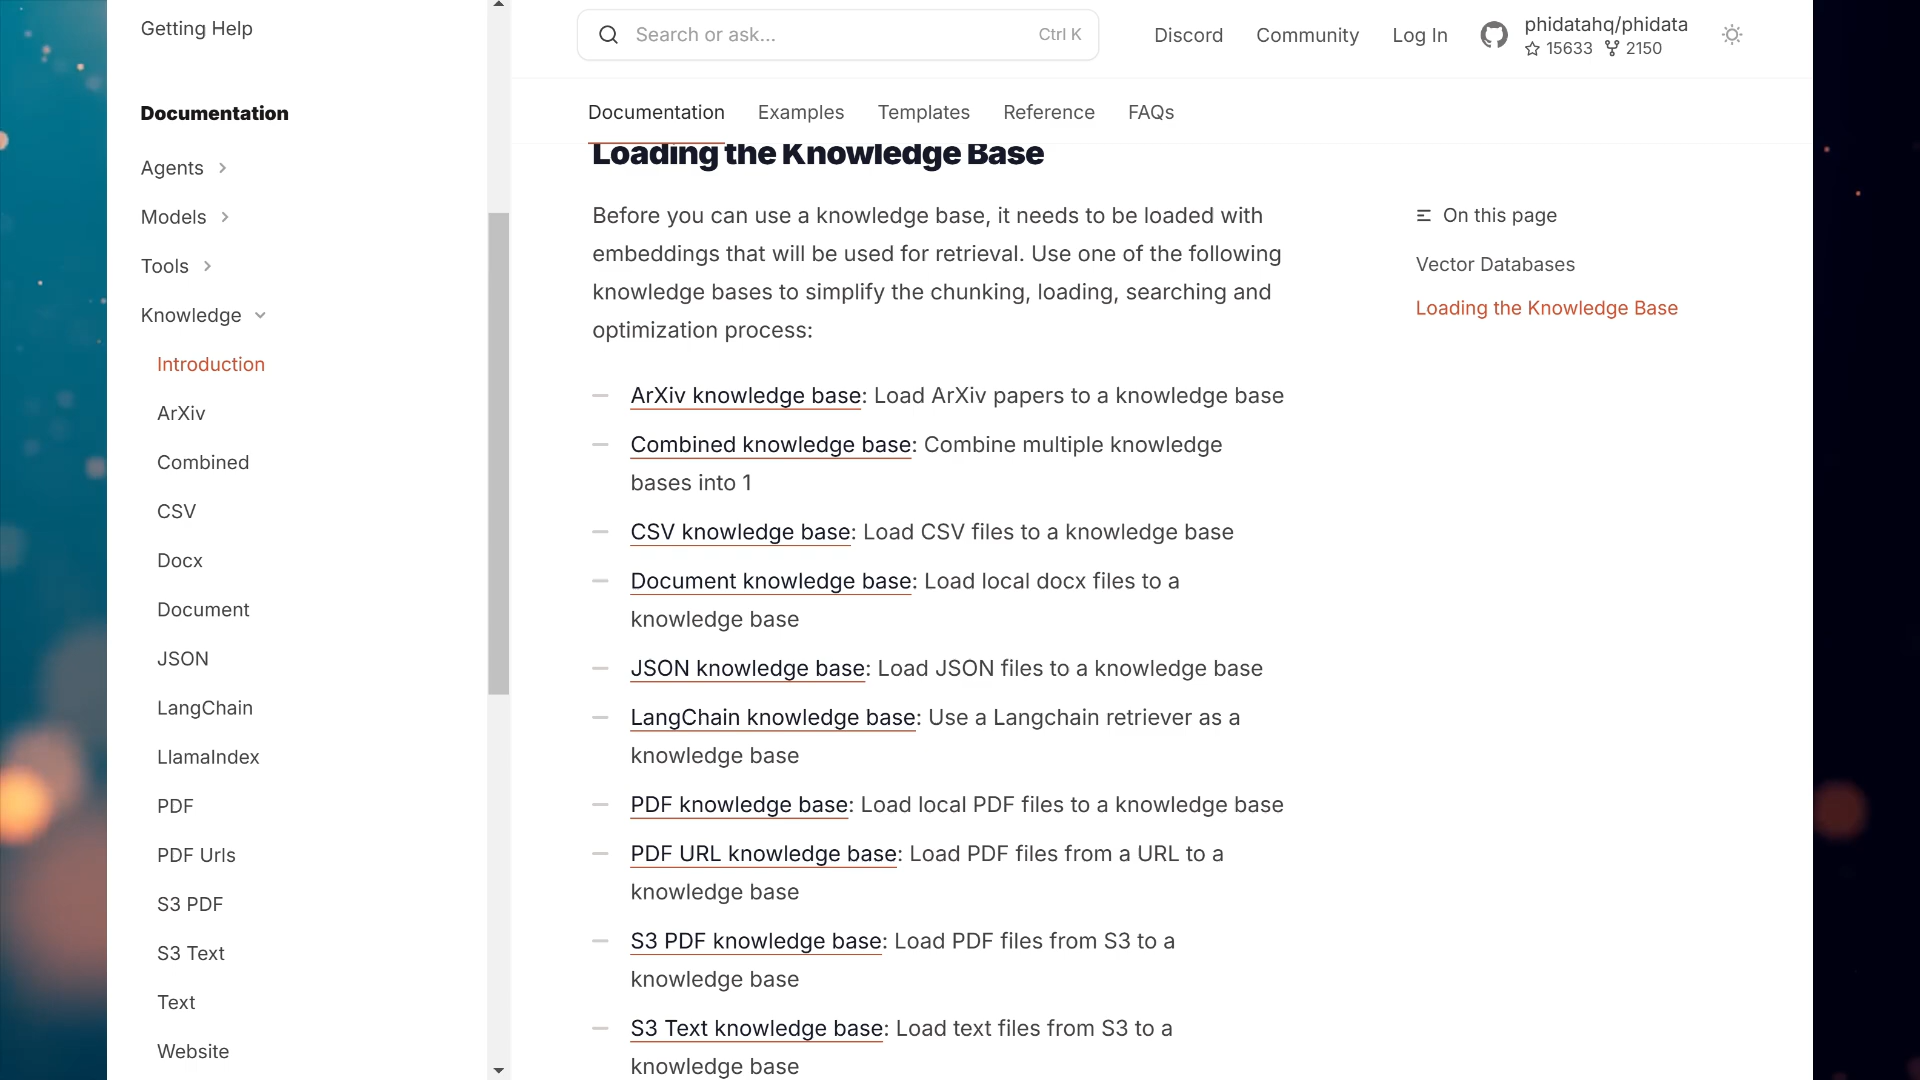 Getting Help
Documentation
Agents
Models
Tools
Knowledge
Introduction
ArXiv
Combined
CSV
Docx
Document
JSON
LangChain
LlamaIndex
PDF
PDF Urls
S3 PDF
S3 Text
Text
Website
Search or ask...
Ctrl K
Discord
Community
Log In
phidatahq/phidata
15633 2150
Documentation
Examples
Templates
Reference
FAQs
Loading the Knowledge Base
Before you can use a knowledge base, it needs to be loaded with
embeddings that will be used for retrieval. Use one of the following
knowledge bases to simplify the chunking, loading, searching and
optimization process:
ArXiv knowledge base: Load ArXiv papers to a knowledge base
Combined knowledge base: Combine multiple knowledge
bases into 1
CSV knowledge base: Load CSV files to a knowledge base
Document knowledge base: Load local docx files to a
knowledge base
JSON knowledge base: Load JSON files to a knowledge base
LangChain knowledge base: Use a Langchain retriever as a
knowledge base
PDF knowledge base: Load local PDF files to a knowledge base
PDF URL knowledge base: Load PDF files from a URL to a
knowledge base
S3 PDF knowledge base: Load PDF files from S3 to a
knowledge base
S3 Text knowledge base: Load text files from S3 to a
knowledge base
On this page
Vector Databases
Loading the Knowledge Base